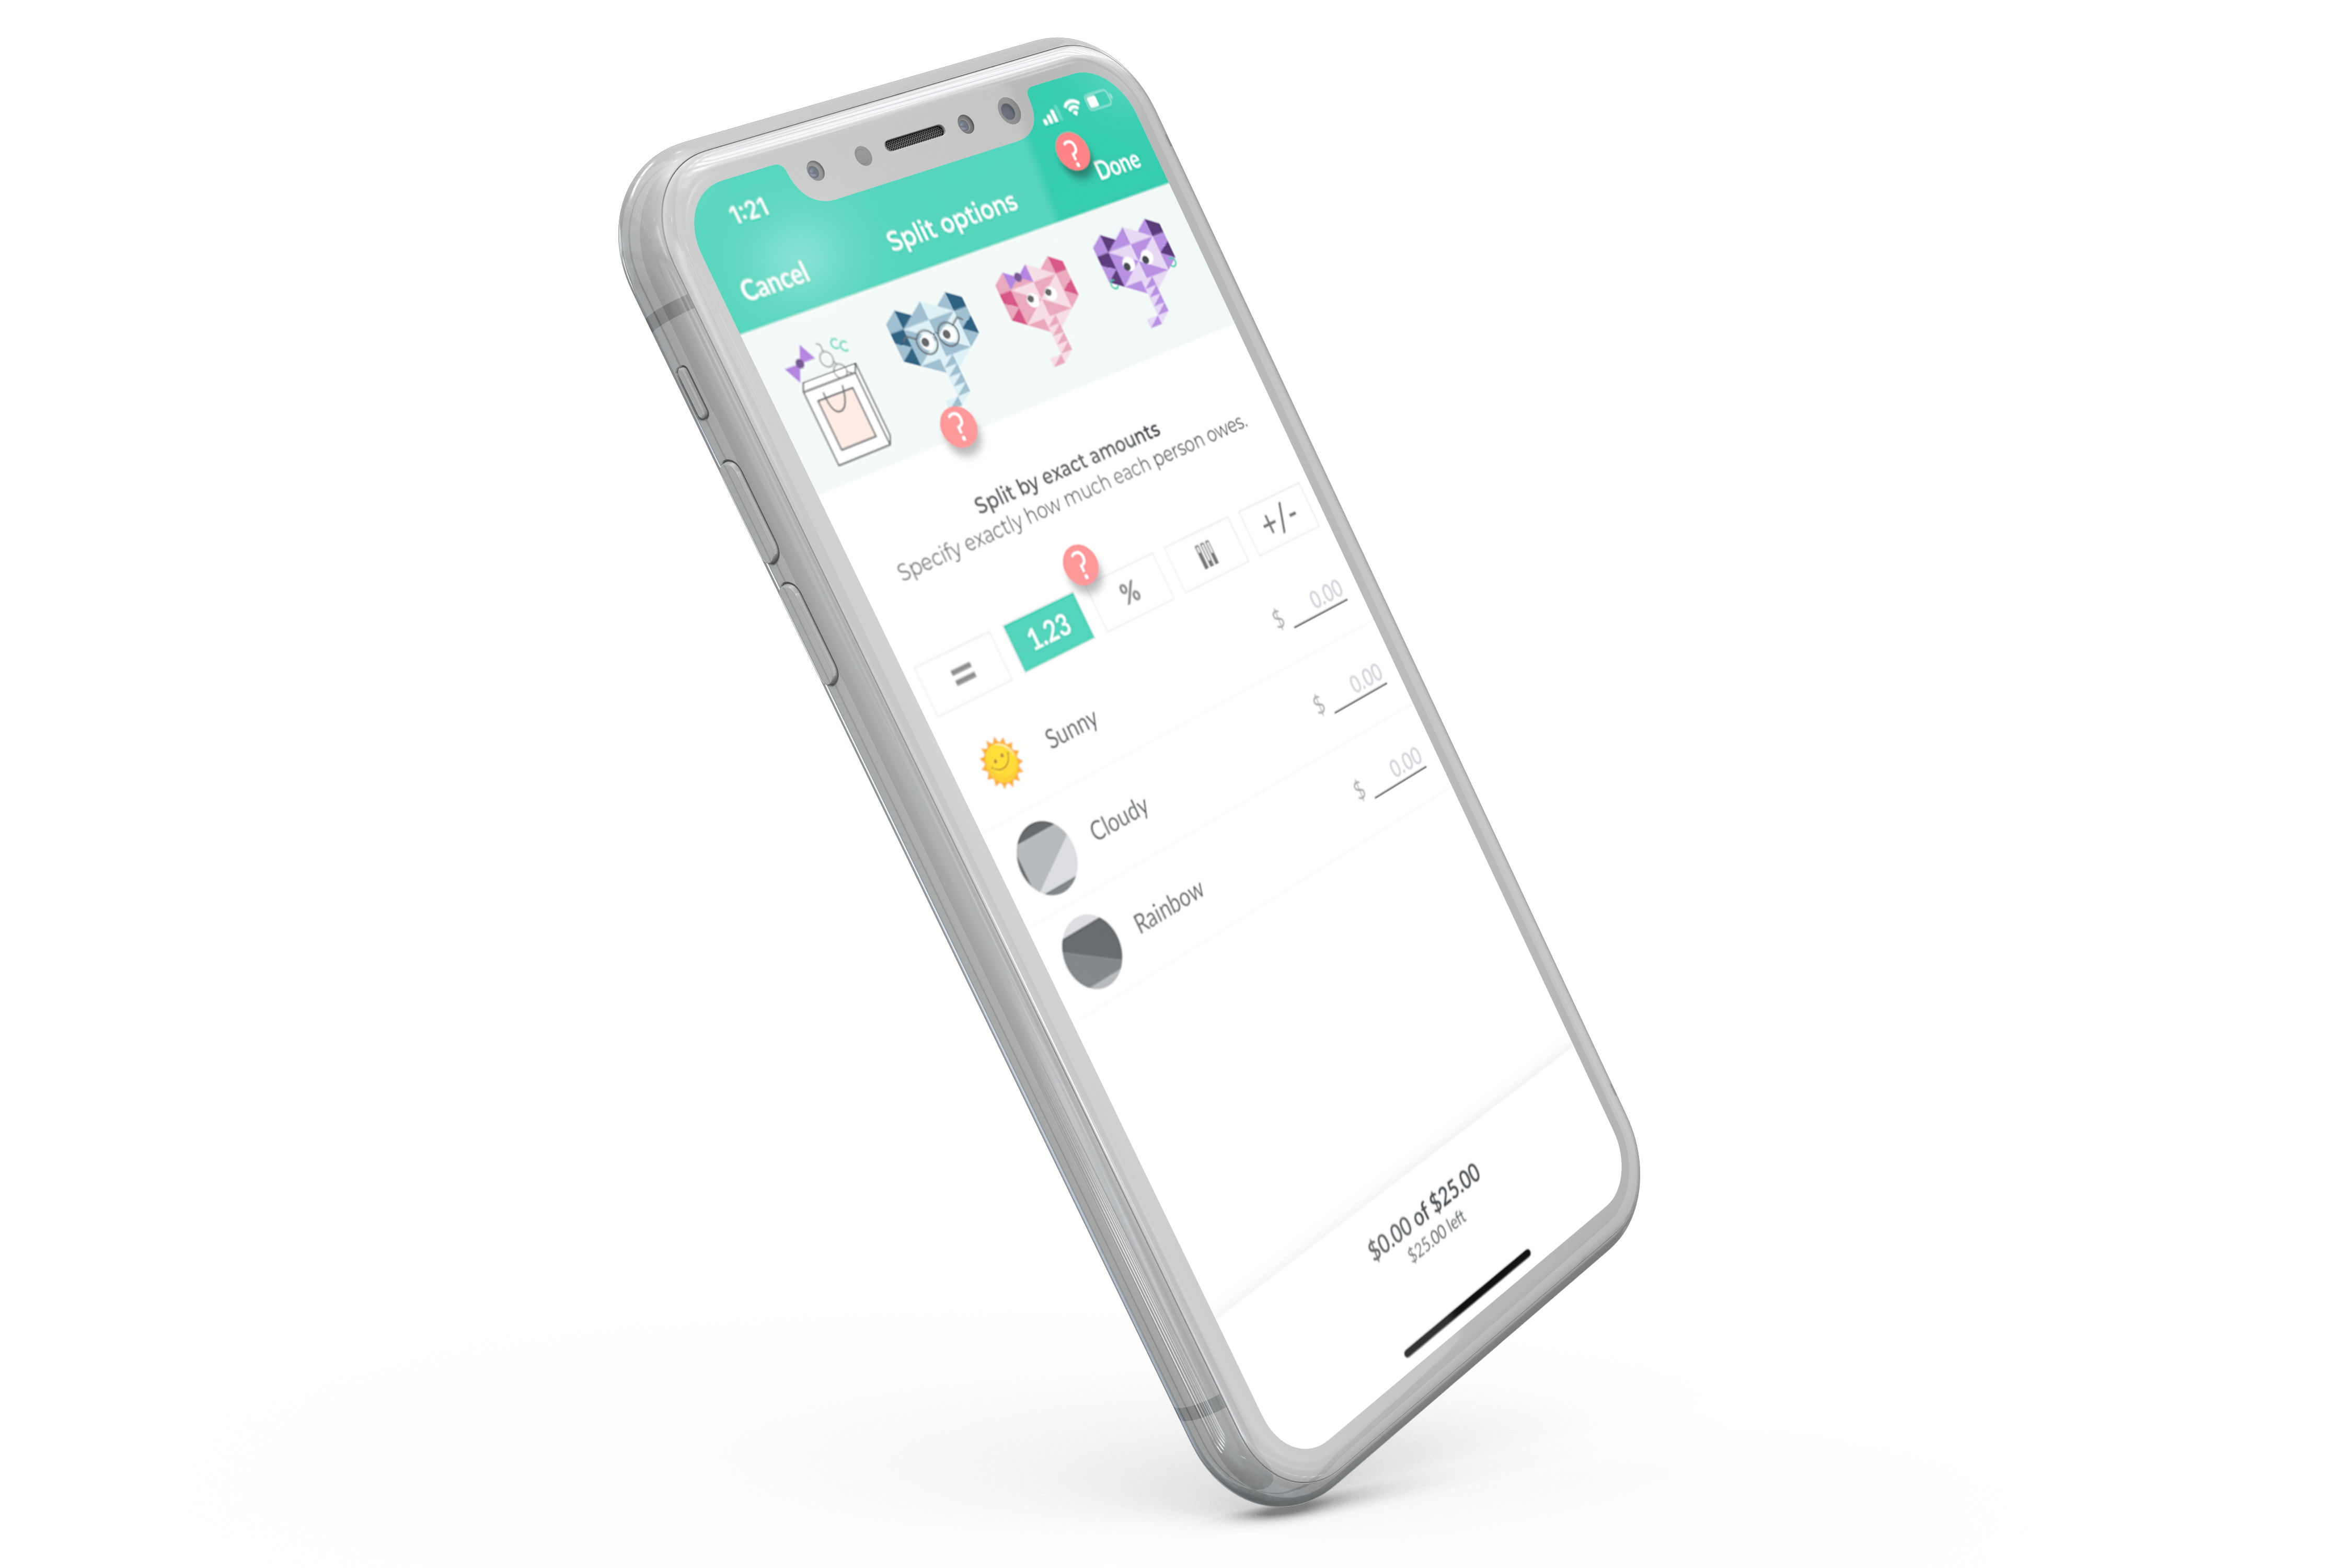 1:21
?
Cancel
Split options
Done
?
Split by exact amounts
Specify exactly how much each person owes.
?
=
1.23
%
+/-
Sunny
$ 0.00
Cloudy
$ 0.00
Rainbow
$ 0.00
$0.00 of $25.00
$25.00 left